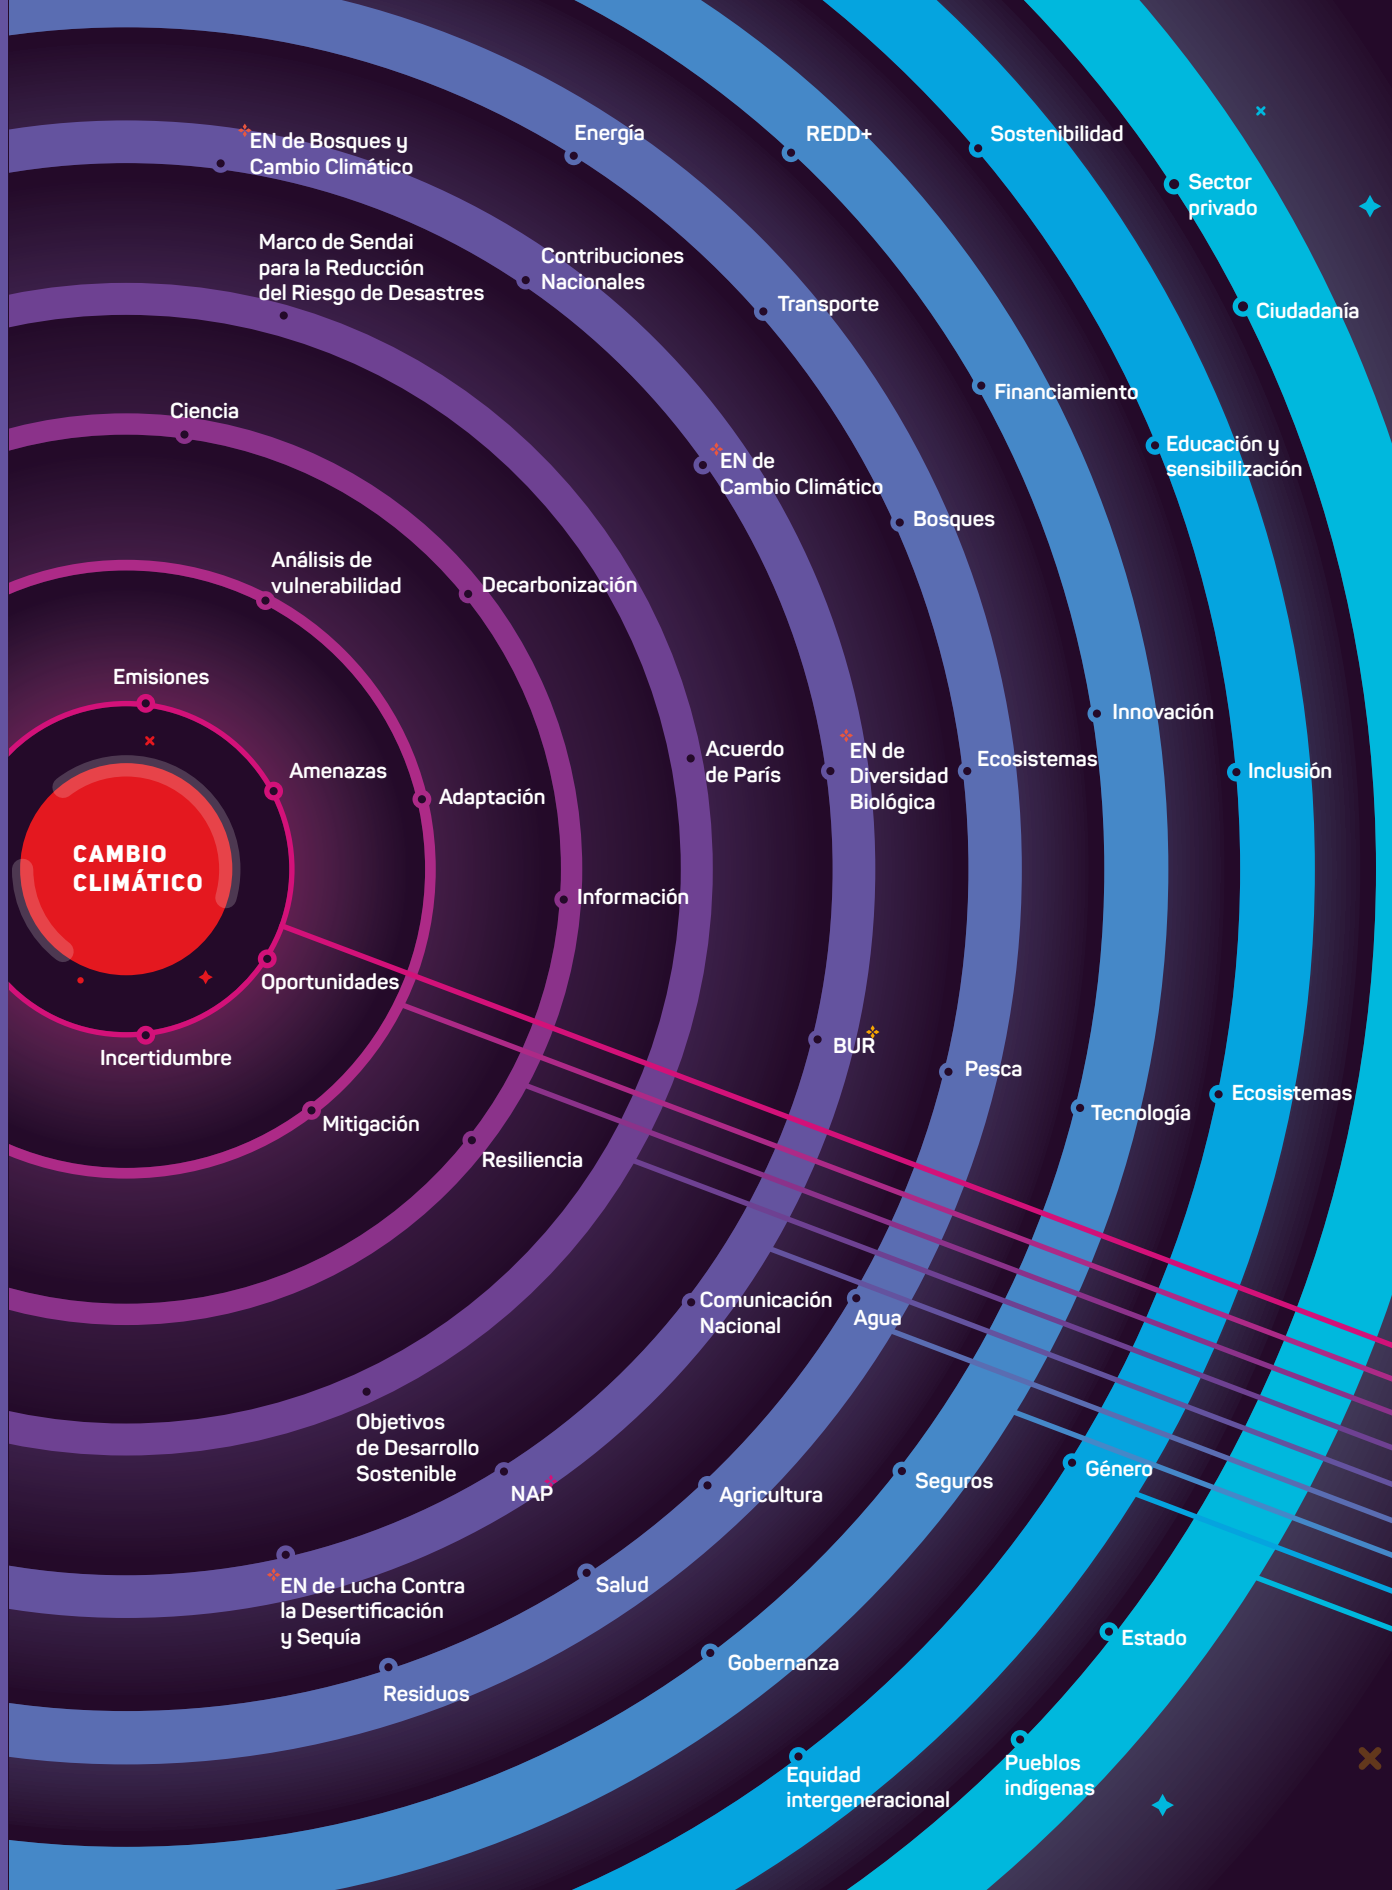 EN de Bosques y
Cambio Climático
Energía
REDD+
Sostenibilidad
Sector
privado
Marco de Sendai
para la Reducción
del Riesgo de Desastres
Contribuciones
Nacionales
Transporte
Ciudadanía
Ciencia
Financiamiento
EN de
Cambio Climático
Educación y
sensibilización
Bosques
Análisis de
vulnerabilidad
Decarbonización
Emisiones
Amenazas
Adaptación
Acuerdo
de París
EN de
Diversidad
Biológica
Ecosistemas
Innovación
Inclusión
CAMBIO
CLIMÁTICO
Información
Oportunidades
Incertidumbre
BUR
Pesca
Tecnología
Ecosistemas
Mitigación
Resiliencia
Comunicación
Nacional
Agua
Objetivos
de Desarrollo
Sostenible
NAP
Agricultura
Seguros
Género
EN de Lucha Contra
la Desertificación
y Sequía
Salud
Residuos
Gobernanza
Estado
Equidad
intergeneracional
Pueblos
indígenas